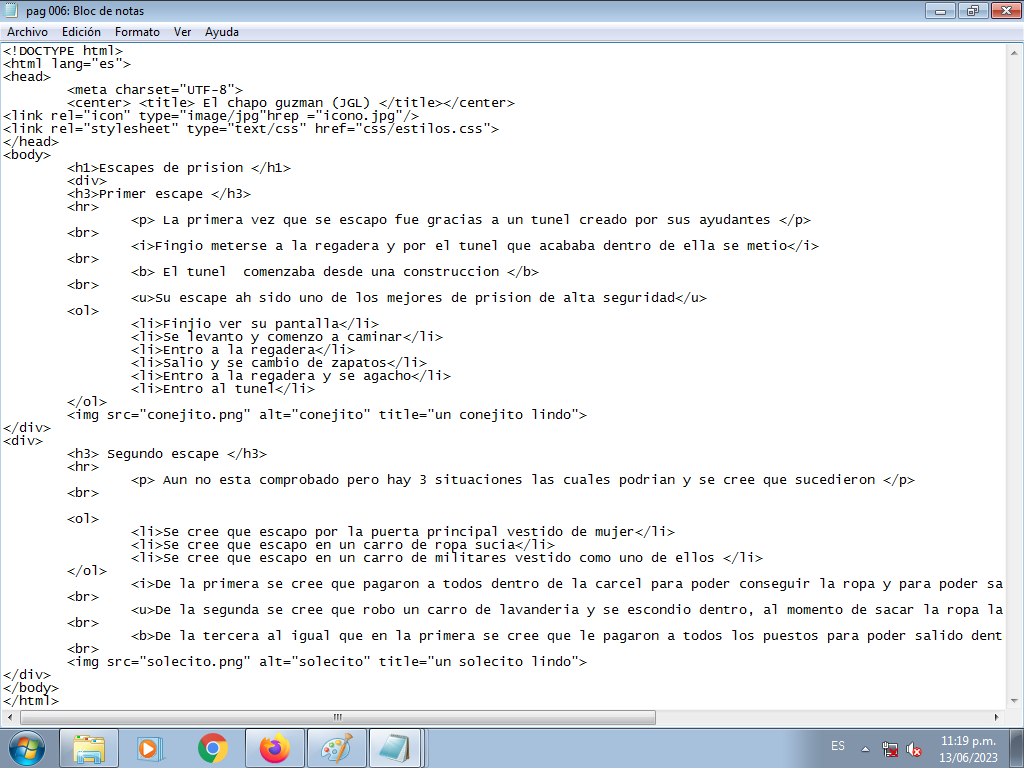 pag 006: Bloc de notas
Archivo Edición Formato Ver Ayuda
<!DOCTYPE html>
<html lang="es">
<head>
<meta charset="UTF-8">
<center> <title> El chapo guzman (JGL) </title></center>
<link rel="icon" type="image/jpg"hrep ="icono.jpg"/>
<link rel="stylesheet" type="text/css" href="css/estilos.css">
</head>
<body>
<h1>Escapes de prision </h1>
<div>
<h3>Primer escape </h3>
<hr>
<p> La primera vez que se escapo fue gracias a un tunel creado por sus ayudantes </p>
<br>
<i>Fingio meterse a la regadera y por el tunel que acababa dentro de ella se metio</i>
<br>
<b> El tunel  comenzaba desde una construccion </b>
<br>
<u>Su escape ah sido uno de los mejores de prision de alta seguridad</u>
<ol>
<li>Finjio ver su pantalla</li>
<li>Se levanto y comenzo a caminar</li>
<li>Entro a la regadera</li>
<li>Salio y se cambio de zapatos</li>
<li>Entro a la regadera y se agacho</li>
<li>Entro al tunel</li>
</ol>
<img src="conejito.png" alt="conejito" title="un conejito lindo">
</div>
<div>
<h3> Segundo escape </h3>
<hr>
<p> Aun no esta comprobado pero hay 3 situaciones las cuales podrian y se cree que sucedieron </p>
<br>
<ol>
<li>Se cree que escapo por la puerta principal vestido de mujer</li>
<li>Se cree que escapo en un carro de ropa sucia</li>
<li>Se cree que escapo en un carro de militares vestido como uno de ellos </li>
</ol>
<i>De la primera se cree que pagaron a todos dentro de la carcel para poder conseguir la ropa y para poder sa
<br>
<u>De la segunda se cree que robo un carro de lavanderia y se escondio dentro, al momento de sacar la ropa la
<br>
<b>De la tercera al igual que en la primera se cree que le pagaron a todos los puestos para poder salido dent
<br>
<img src="solecito.png" alt="solecito" title="un solecito lindo">
</div>
</body>
</html>
ES
11:19 p.m.
13/06/2023